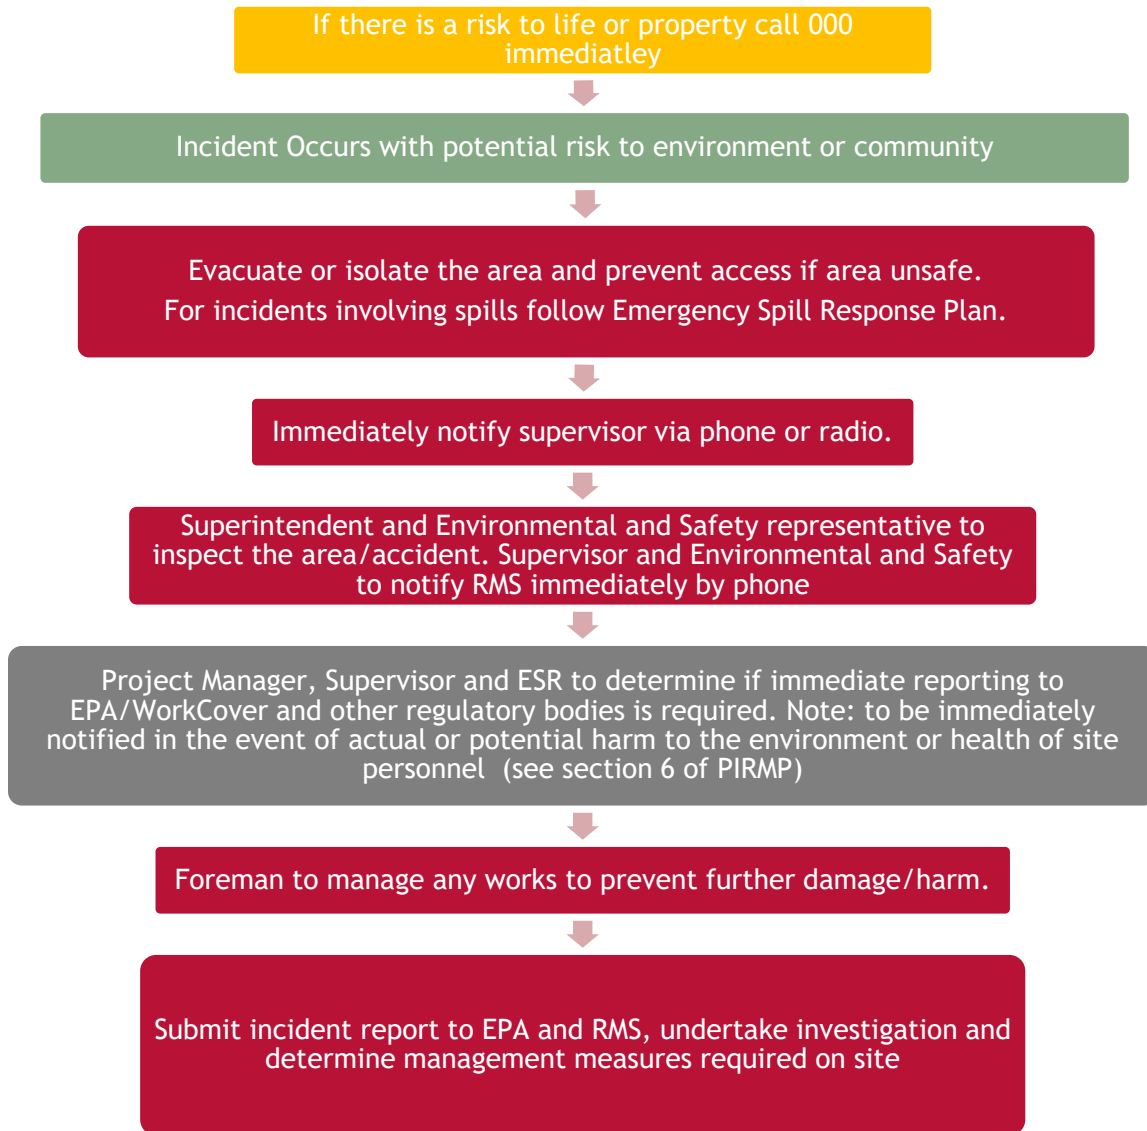 If there is a risk to life or property call 000
immediatley
Incident Occurs with potential risk to environment or community
Evacuate or isolate the area and prevent access if area unsafe.
For incidents involving spills follow Emergency Spill Response Plan.
Immediately notify supervisor via phone or radio.
Superintendent and Environmental and Safety representative to
inspect the area/accident. Supervisor and Environmental and Safety
to notify RMS immediately by phone
Project Manager, Supervisor and ESR to determine if immediate reporting to
EPA/WorkCover and other regulatory bodies is required. Note: to be immediately
notified in the event of actual or potential harm to the environment or health of site
personnel  (see section 6 of PIRMP)
Foreman to manage any works to prevent further damage/harm.
Submit incident report to EPA and RMS, undertake investigation and
determine management measures required on site